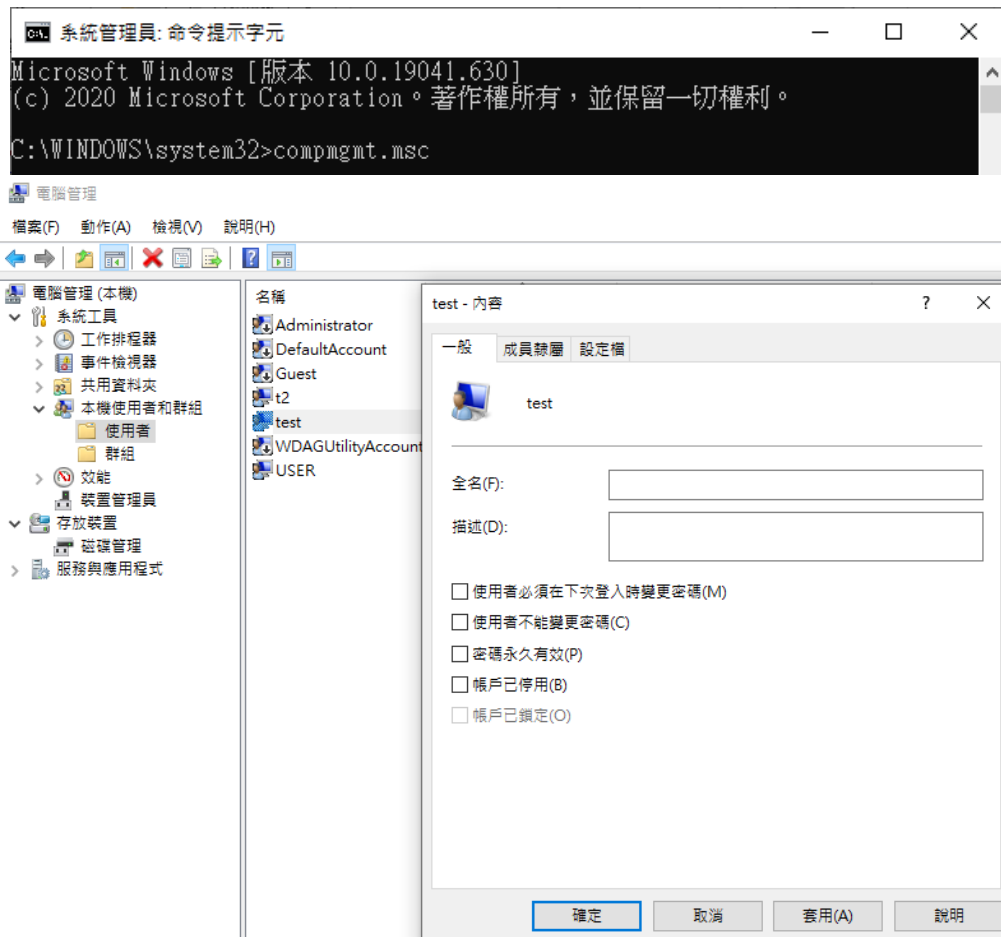 系統管理員: 命令提示字元
Microsoft Windows [版本 10.0.19041.630]
(c) 2020 Microsoft Corporation。著作權所有，並保留一切權利。
C:\WINDOWS\system32>compmgmt.msc
電腦管理
檔案(F) 動作(A) 檢視(V) 說明(H)
電腦管理 (本機)
系統工具
工作排程器
事件檢視器
共用資料夾
本機使用者和群組
使用者
群組
效能
裝置管理員
存放裝置
磁碟管理
服務與應用程式
名稱
Administrator
DefaultAccount
Guest
t2
test
WDAGUtilityAccount
USER
test - 內容
一般 成員隸屬 設定檔
test
全名(F):
描述(D):
使用者必須在下次登入時變更密碼(M)
使用者不能變更密碼(C)
密碼永久有效(P)
帳戶已停用(B)
帳戶已鎖定(O)
確定 取消 套用(A) 說明